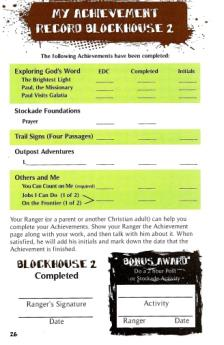 MY ACHIEVEMENT
RECORD BLOCKHOUSE 2
The following Achievements have been completed:
Exploring God's Word EDC Completed Initials
The Brightest Light
Paul, the Missionary
Paul Visits Galatia
Stockade Foundations
Prayer
Trail Signs (Four Passages)
Outpost Adventures
1.
Others and Me
You Can Count on Me (required)
Jobs I Can Do (1 of 2)
On the Frontier (1 of 2)
Your Ranger (or a parent or another Christian adult) can help you
complete your Achievements. Show your Ranger the Achievement
page along with your work, and then talk with him about it. When
satisfied, he will add his initials and mark down the date that the
Achievement is finished.
BLOCKHOUSE 2
Completed
Ranger's Signature
Date
BONUS AWARD
Do a 2 Hour Post
or Stockade Activity
Activity
Ranger Date
26